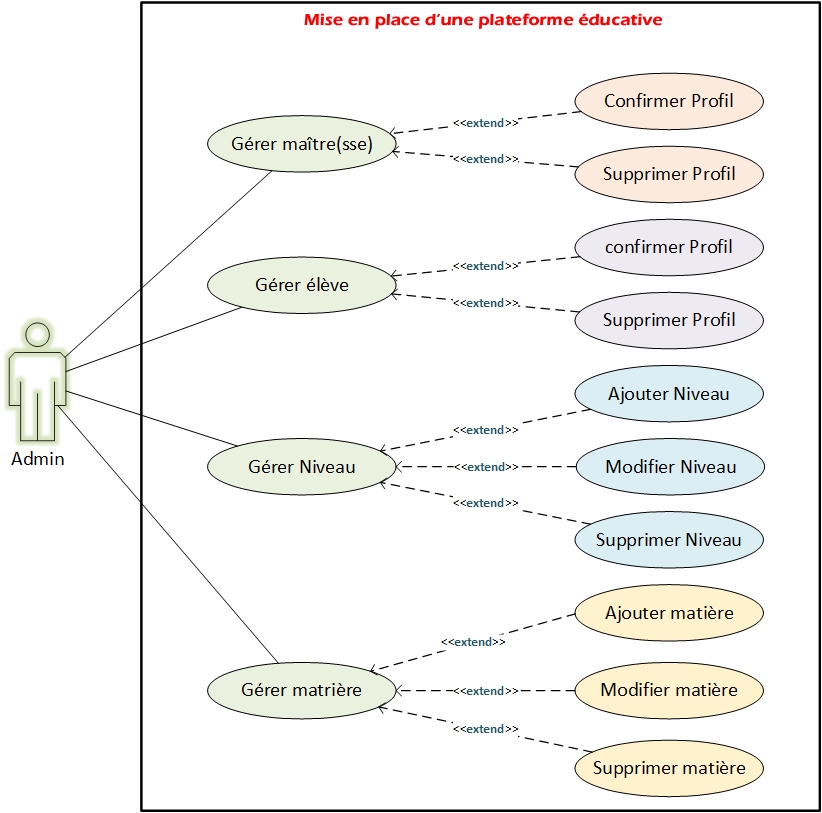 Mise en place d'une plateforme éducative
Confirmer Profil
<<extend>>
Gérer maître(sse)
<<extend>>
Supprimer Profil
confirmer Profil
<<extend>>
Gérer élève
<<extend>>
Supprimer Profil
Ajouter Niveau
<<extend>>
Admin
Gérer Niveau
<<extend>>
Modifier Niveau
<<extend>>
Supprimer Niveau
Ajouter matière
<<extend>>
Gérer matrière
<<extend>>
Modifier matière
<<extend>>
Supprimer matière